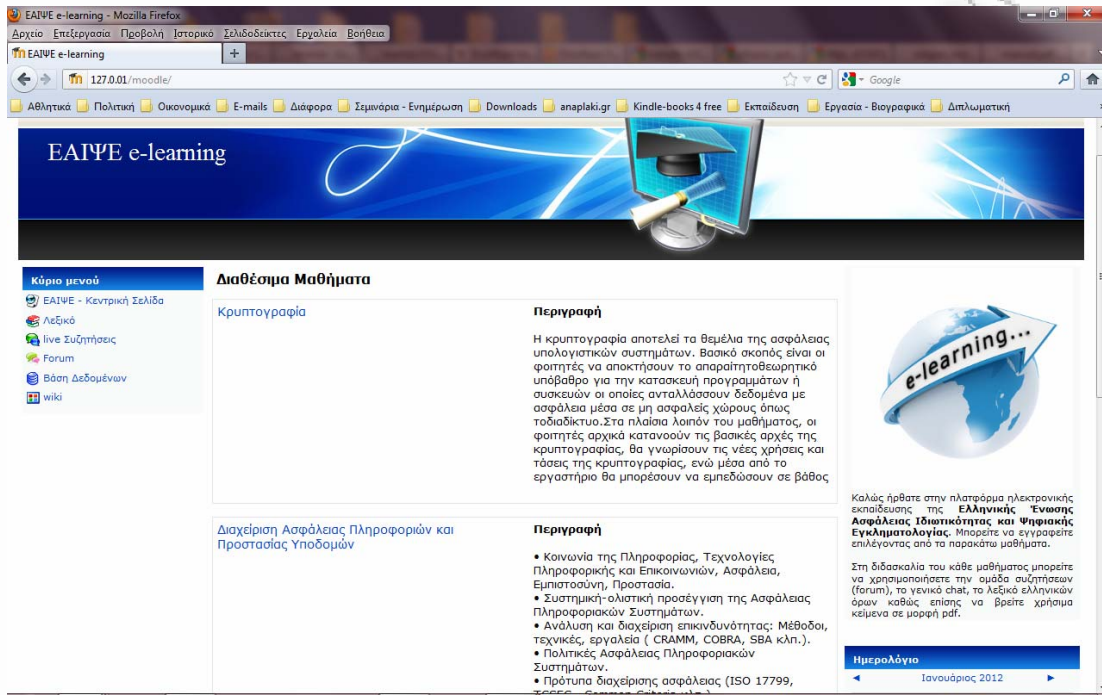 ΕΑΙΨΕ e-learning - Mozilla Firefox
Αρχείο Επεξεργασία Προβολή Ιστορικό Σελιδοδείκτες Εργαλεία Βοήθεια
ΕΑΙΨΕ e-learning
127.0.01/moodle/
Google
Αθλητικά Πολιτική Οικονομικά E-mails Διάφορα Σεμινάρια - Ενημέρωση Downloads anaplaki.gr Kindle-books 4 free Εκπαίδευση Εργασία - Βιογραφικά Διπλωματική
ΕΑΙΨΕ e-learning
Κύριο μενού
ΕΑΙΨΕ - Κεντρική Σελίδα
Λεξικό
live Συζητήσεις
Forum
Βάση Δεδομένων
wiki
Διαθέσιμα Μαθήματα
Κρυπτογραφία
Περιγραφή
Η κρυπτογραφία αποτελεί τα θεμέλια της ασφάλειας
υπολογιστικών συστημάτων. Βασικό σκοπός είναι οι
φοιτητές να αποκτήσουν το απαραίτητοθεωρητικό
υπόβαθρο για την κατασκευή προγραμμάτων ή
συσκευών οι οποίες ανταλλάσσουν δεδομένα με
ασφάλεια μέσα σε μη ασφαλείς χώρους όπως
τοδιαδίκτυο.Στα πλαίσια λοιπόν του μαθήματος, οι
φοιτητές αρχικά κατανοούν τις βασικές αρχές της
κρυπτογραφίας, θα γνωρίσουν τις νέες χρήσεις και
τάσεις της κρυπτογραφίας, ενώ μέσα από το
εργαστήριο θα μπορέσουν να εμπεδώσουν σε βάθος
Διαχείριση Ασφάλειας Πληροφοριών και
Προστασίας Υποδομών
Περιγραφή
• Κοινωνία της Πληροφορίας, Τεχνολογίες
Πληροφορικής και Επικοινωνιών, Ασφάλεια,
Εμπιστοσύνη, Προστασία.
• Συστημική-ολιστική προσέγγιση της Ασφάλειας
Πληροφοριακών Συστημάτων.
• Ανάλυση και διαχείριση επικινδυνότητας: Μέθοδοι,
τεχνικές, εργαλεία ( CRAMM, COBRA, SBA κλπ.).
• Πολιτικές Ασφάλειας Πληροφοριακών
Συστημάτων.
• Πρότυπα διαχείρισης ασφάλειας (ISO 17799,
TCSEC, Common Criteria κλπ.)
e-learning...
Καλώς ήρθατε στην πλατφόρμα ηλεκτρονικής
εκπαίδευσης της Ελληνικής Ένωσης
Ασφάλειας Ιδιωτικότητας και Ψηφιακής
Εγκληματολογίας. Μπορείτε να εγγραφείτε
επιλέγοντας από τα παρακάτω μαθήματα.
Στη διδασκαλία του κάθε μαθήματος μπορείτε
να χρησιμοποιήσετε την ομάδα συζητήσεων
(forum), το γενικό chat, το λεξικό ελληνικών
όρων καθώς επίσης να βρείτε χρήσιμα
κείμενα σε μορφή pdf.
Ημερολόγιο
Ιανουάριος 2012